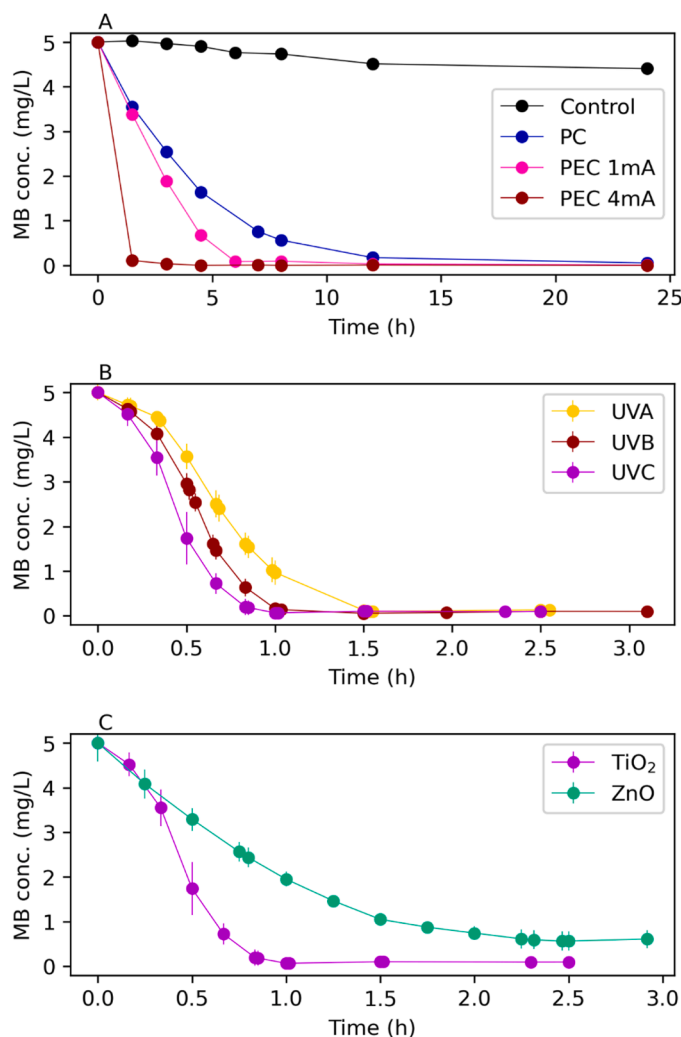 A
MB conc. (mg/L)
5
4
3
2
1
0
Control
PC
PEC 1mA
PEC 4mA
0 5 10 15 20 25
Time (h)
B
MB conc. (mg/L)
5
4
3
2
1
0
UVA
UVB
UVC
0.0 0.5 1.0 1.5 2.0 2.5 3.0
Time (h)
C
MB conc. (mg/L)
5
4
3
2
1
0
TiO₂
ZnO
0.0 0.5 1.0 1.5 2.0 2.5 3.0
Time (h)